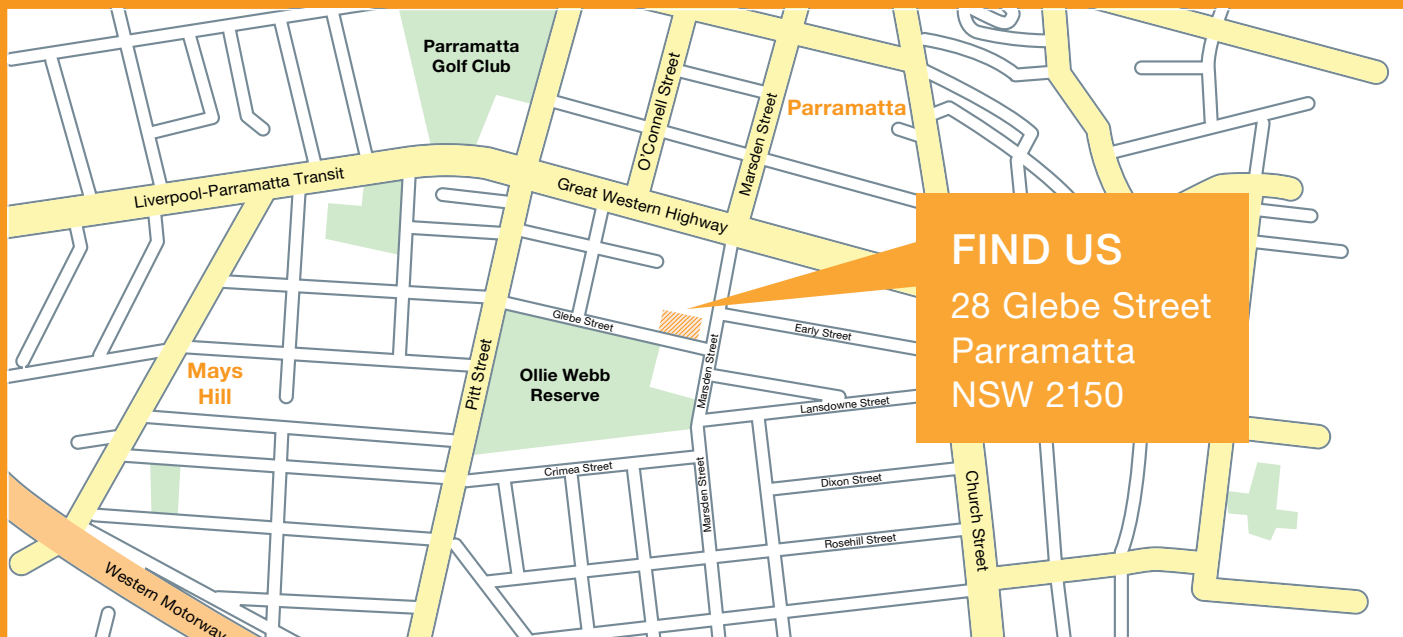 Parramatta
Golf Club
O'Connell Street
Marsden Street
Parramatta
Liverpool-Parramatta Transit
Great Western Highway
FIND US
28 Glebe Street
Parramatta
NSW 2150
Glebe Street
Early Street
Marsden Street
Pitt Street
Mays
Hill
Ollie Webb
Reserve
Lansdowne Street
Crimea Street
Marsden Street
Dixon Street
Church Street
Rosehill Street
Western Motorway